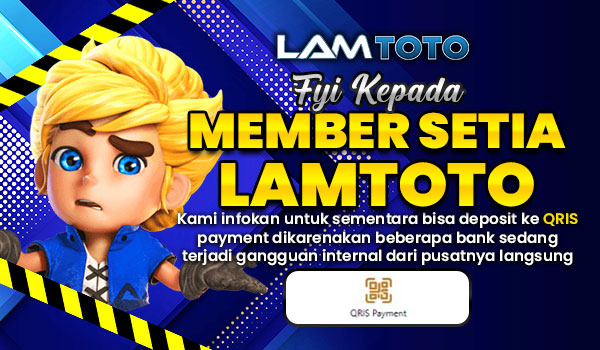 LAMTOTO
Fyi Kepada
MEMBER SETIA
LAMTOTO
Kami infokan untuk sementara bisa deposit ke QRIS
payment dikarenakan beberapa bank sedang
terjadi gangguan internal dari pusatnya langsung
QRIS Payment